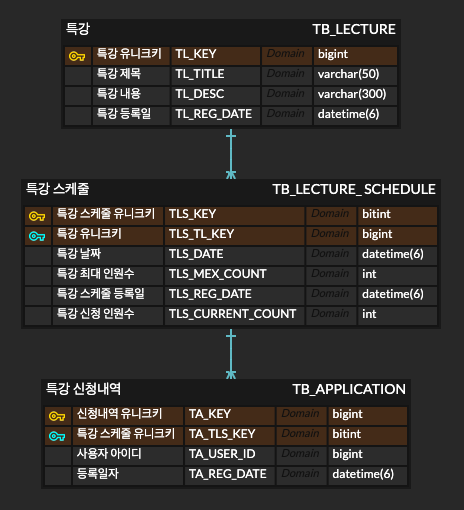 특강 TB_LECTURE
특강 유니크키 TL_KEY Domain bigint
특강 제목 TL_TITLE Domain varchar(50)
특강 내용 TL_DESC Domain varchar(300)
특강 등록일 TL_REG_DATE Domain datetime(6)
특강 스케줄 TB_LECTURE_SCHEDULE
특강 스케줄 유니크키 TLS_KEY Domain bitint
특강 유니크키 TLS_TL_KEY Domain bigint
특강 날짜 TLS_DATE Domain datetime(6)
특강 최대 인원수 TLS_MEX_COUNT Domain int
특강 스케줄 등록일 TLS_REG_DATE Domain datetime(6)
특강 신청 인원수 TLS_CURRENT_COUNT Domain int
특강 신청내역 TB_APPLICATION
신청내역 유니크키 TA_KEY Domain bigint
특강 스케줄 유니크키 TA_TLS_KEY Domain bitint
사용자 아이디 TA_USER_ID Domain bigint
등록일자 TA_REG_DATE Domain datetime(6)